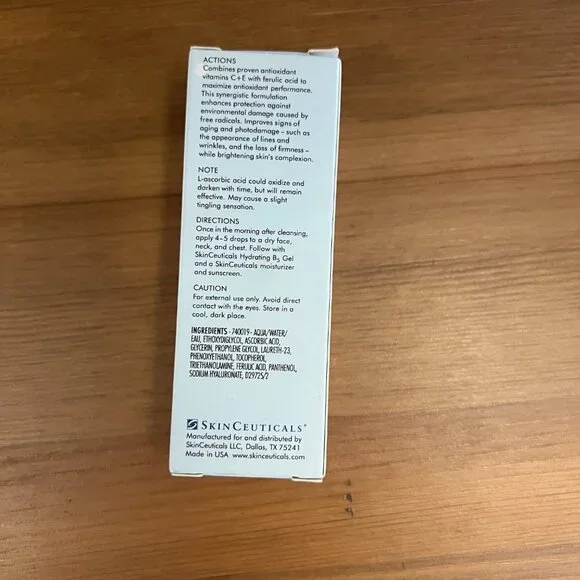 ACTIONS
Combines proven antioxidant
vitamins C+E with ferulic acid to
maximize antioxidant performance.
This synergistic formulation
enhances protection against
environmental damage caused by
free radicals. Improves signs of
aging and photodamage – such as
the appearance of lines and
wrinkles, and the loss of firmness –
while brightening skin's complexion.
NOTE
L-ascorbic acid could oxidize and
darken with time, but will remain
effective. May cause a slight
tingling sensation.
DIRECTIONS
Once in the morning after cleansing,
apply 4–5 drops to a dry face,
neck, and chest. Follow with
SkinCeuticals Hydrating B5 Gel
and a SkinCeuticals moisturizer
and sunscreen.
CAUTION
For external use only. Avoid direct
contact with the eyes. Store in a
cool, dark place.
INGREDIENTS - 740019 - AQUA/WATER/
EAU, ETHOXYDIGLYCOL, ASCORBIC ACID,
GLYCERIN, PROPYLENE GLYCOL, LAURETH-23,
PHENOXYETHANOL, TOCOPHEROL,
TRIETHANOLAMINE, FERULIC ACID, PANTHENOL,
SODIUM HYALURONATE, D29725/2
SKINCEUTICALS
Manufactured for and distributed by
SkinCeuticals LLC, Dallas, TX 75241
Made in USA www.skinceuticals.com